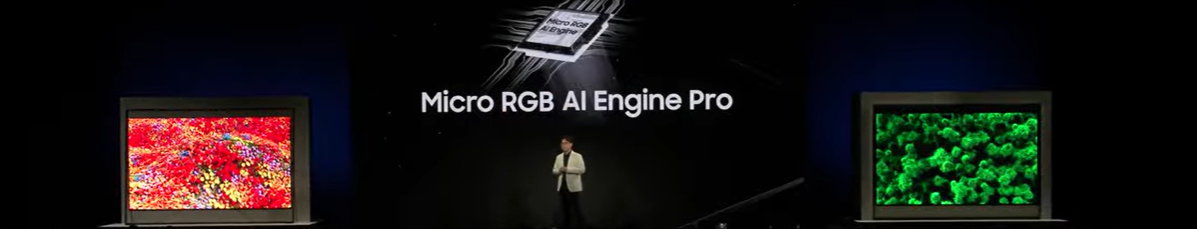 Micro RGB
AI Engine
Micro RGB AI Engine Pro